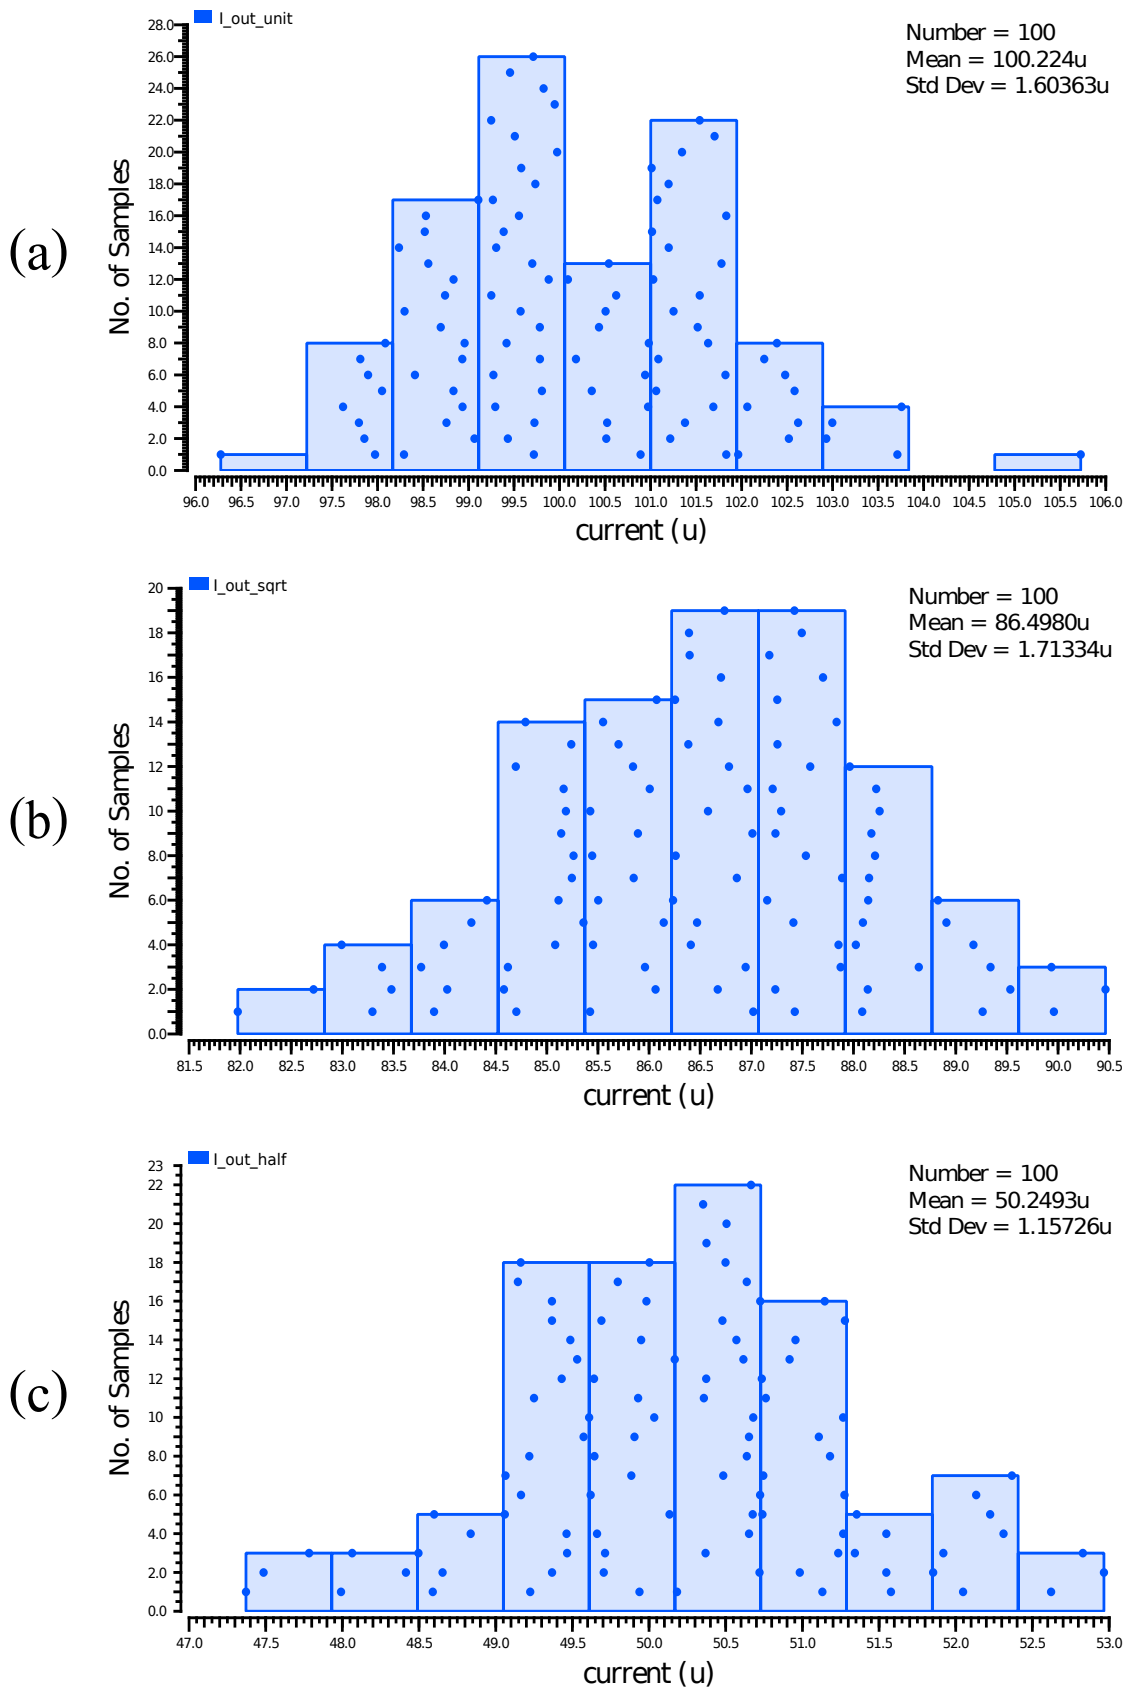 I_out_unit
Number = 100
Mean = 100.224u
Std Dev = 1.60363u
(a)
No. of Samples
28.0
26.0
24.0
22.0
20.0
18.0
16.0
14.0
12.0
10.0
8.0
6.0
4.0
2.0
0.0
96.0 96.5 97.0 97.5 98.0 98.5 99.0 99.5 100.0 100.5 101.0 101.5 102.0 102.5 103.0 103.5 104.0 104.5 105.0 105.5 106.0
current (u)
I_out_sqrt
Number = 100
Mean = 86.4980u
Std Dev = 1.71334u
(b)
No. of Samples
20
18
16
14
12
10
8.0
6.0
4.0
2.0
0.0
81.5 82.0 82.5 83.0 83.5 84.0 84.5 85.0 85.5 86.0 86.5 87.0 87.5 88.0 88.5 89.0 89.5 90.0 90.5
current (u)
I_out_half
Number = 100
Mean = 50.2493u
Std Dev = 1.15726u
(c)
No. of Samples
23
22
20
18
16
14
12
10
8.0
6.0
4.0
2.0
0.0
47.0 47.5 48.0 48.5 49.0 49.5 50.0 50.5 51.0 51.5 52.0 52.5 53.0
current (u)